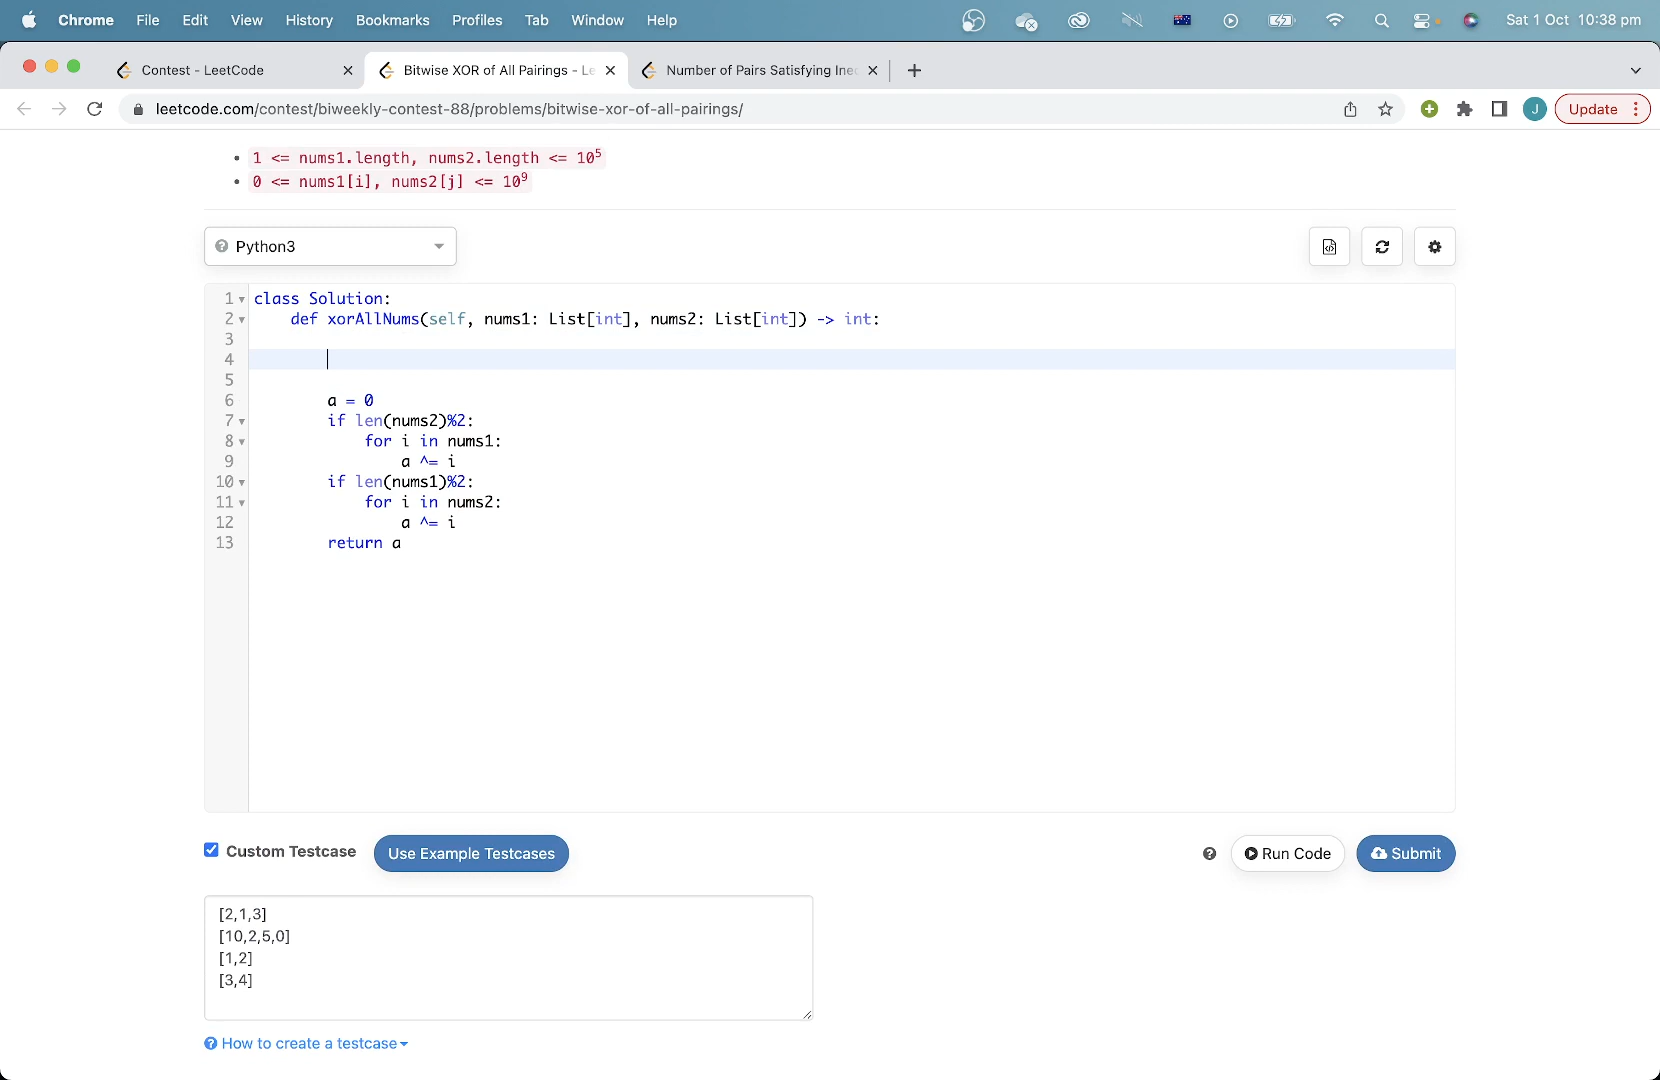 Chrome File Edit View History Bookmarks Profiles Tab Window Help Sat 1 Oct 10:38 pm
Contest - LeetCode Bitwise XOR of All Pairings - Le Number of Pairs Satisfying Ine
leetcode.com/contest/biweekly-contest-88/problems/bitwise-xor-of-all-pairings/ J Update
• 1 <= nums1.length, nums2.length <= 10⁵
• 0 <= nums1[i], nums2[j] <= 10⁹
Python3
1 class Solution:
2     def xorAllNums(self, nums1: List[int], nums2: List[int]) -> int:
3
4
5
6         a = 0
7         if len(nums2)%2:
8             for i in nums1:
9                 a ^= i
10         if len(nums1)%2:
11             for i in nums2:
12                 a ^= i
13         return a
Custom Testcase Use Example Testcases Run Code Submit
[2,1,3]
[10,2,5,0]
[1,2]
[3,4]
How to create a testcase